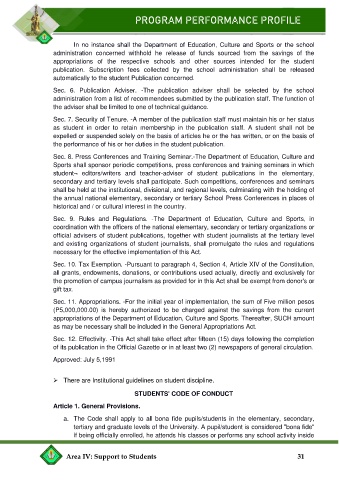 PROGRAM PERFORMANCE PROFILE
In no instance shall the Department of Education, Culture and Sports or the school
administration concerned withhold he release of funds sourced from the savings of the
appropriations of the respective schools and other sources intended for the student
publication. Subscription fees collected by the school administration shall be released
automatically to the student Publication concerned.
Sec. 6. Publication Adviser. -The publication adviser shall be selected by the school
administration from a list of recommendees submitted by the publication staff. The function of
the adviser shall be limited to one of technical guidance.
Sec. 7. Security of Tenure. -A member of the publication staff must maintain his or her status
as student in order to retain membership in the publication staff. A student shall not be
expelled or suspended solely on the basis of articles he or she has written, or on the basis of
the performance of his or her duties in the student publication.
Sec. 8. Press Conferences and Training Seminar.-The Department of Education, Culture and
Sports shall sponsor periodic competitions, press conferences and training seminars in which
student¬ editors/writers and teacher-adviser of student publications in the elementary,
secondary and tertiary levels shall participate. Such competitions, conferences and seminars
shall be held at the institutional, divisional, and regional levels, culminating with the holding of
the annual national elementary, secondary or tertiary School Press Conferences in places of
historical and / or cultural interest in the country.
Sec. 9. Rules and Regulations. -The Department of Education, Culture and Sports, in
coordination with the officers of the national elementary, secondary or tertiary organizations or
official advisers of student publications, together with student journalists at the tertiary level
and existing organizations of student journalists, shall promulgate the rules and regulations
necessary for the effective implementation of this Act.
Sec. 10. Tax Exemption. -Pursuant to paragraph 4, Section 4, Article XIV of the Constitution,
all grants, endowments, donations, or contributions used actually, directly and exclusively for
the promotion of campus journalism as provided for in this Act shall be exempt from donor's or
gift tax.
Sec. 11. Appropriations. -For the initial year of implementation, the sum of Five million pesos
(P5,000,000.00) is hereby authorized to be charged against the savings from the current
appropriations of the Department of Education, Culture and Sports. Thereafter, SUCH amount
as may be necessary shall be included in the General Appropriations Act.
Sec. 12. Effectivity. -This Act shall take effect after fifteen (15) days following the completion
of its publication in the Official Gazette or in at least two (2) newspapers of general circulation.
Approved: July 5,1991
➢ There are institutional guidelines on student discipline.
STUDENTS' CODE OF CONDUCT
Article 1. General Provisions.
a. The Code shall apply to all bona fide pupils/students in the elementary, secondary,
tertiary and graduate levels of the University. A pupil/student is considered "bona fide"
if being officially enrolled, he attends his classes or performs any school activity inside
Area IV: Support to Students 31